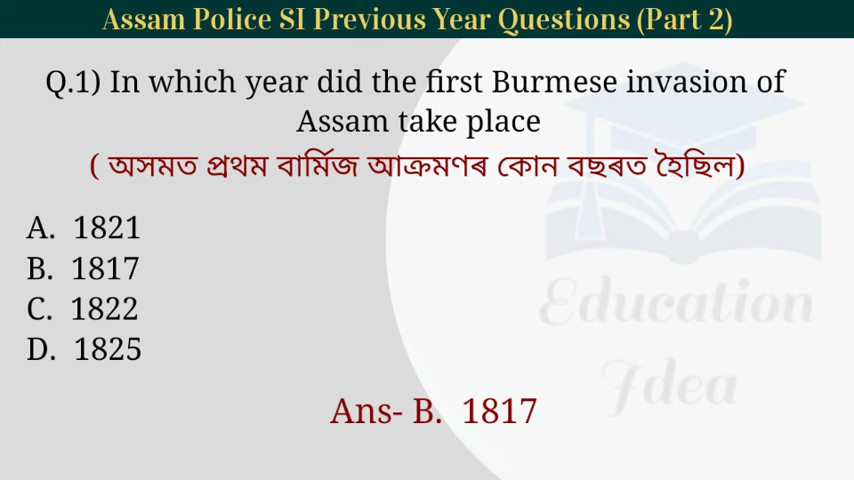 Assam Police SI Previous Year Questions (Part 2)
Q.1) In which year did the first Burmese invasion of
Assam take place
( অসমত প্ৰথম বাৰ্মিজ আক্ৰমণৰ কোন বছৰত হৈছিল)
A. 1821
B. 1817
C. 1822
D. 1825
Ans- B. 1817
Education
Idea